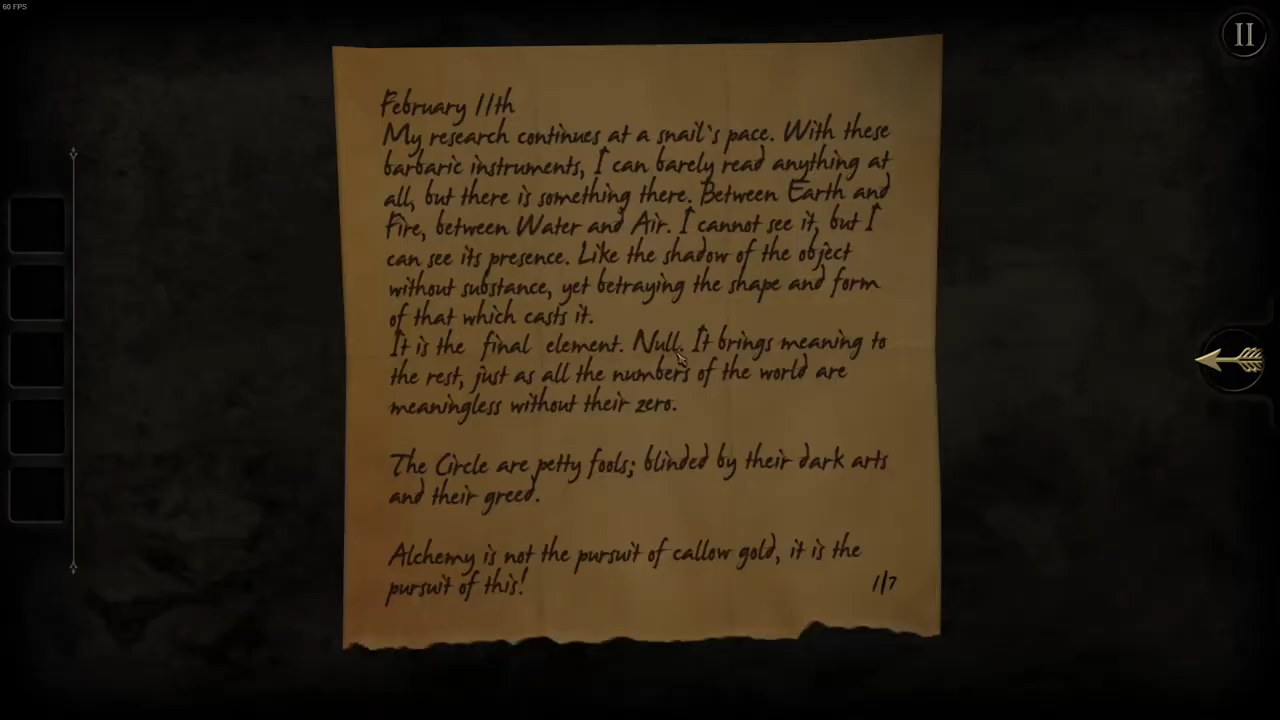 60 FPS
February 11th
My research continues at a snail's pace. With these
barbaric instruments, I can barely read anything at
all, but there is something there. Between Earth and
Fire, between Water and Air. I cannot see it, but I
can see its presence. Like the shadow of the object
without substance, yet betraying the shape and form
of that which casts it.
It is the final element. Null. It brings meaning to
the rest, just as all the numbers of the world are
meaningless without their zero.
The Circle are petty fools; blinded by their dark arts
and their greed.
Alchemy is not the pursuit of callow gold, it is the
pursuit of this!
1/7